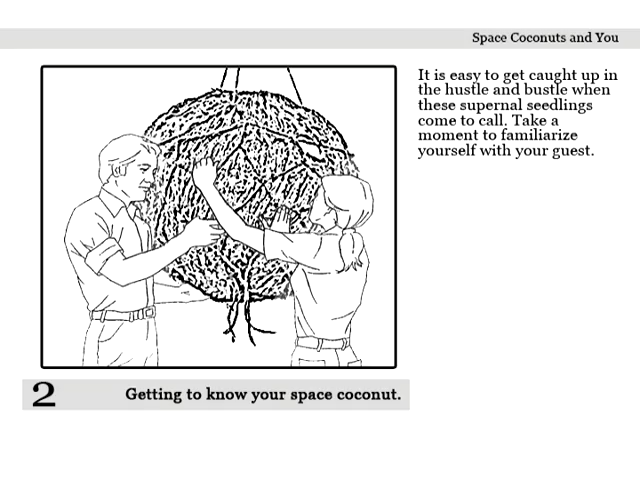 Space Coconuts and You
It is easy to get caught up in
the hustle and bustle when
these supernal seedlings
come to call. Take a
moment to familiarize
yourself with your guest.
2
Getting to know your space coconut.